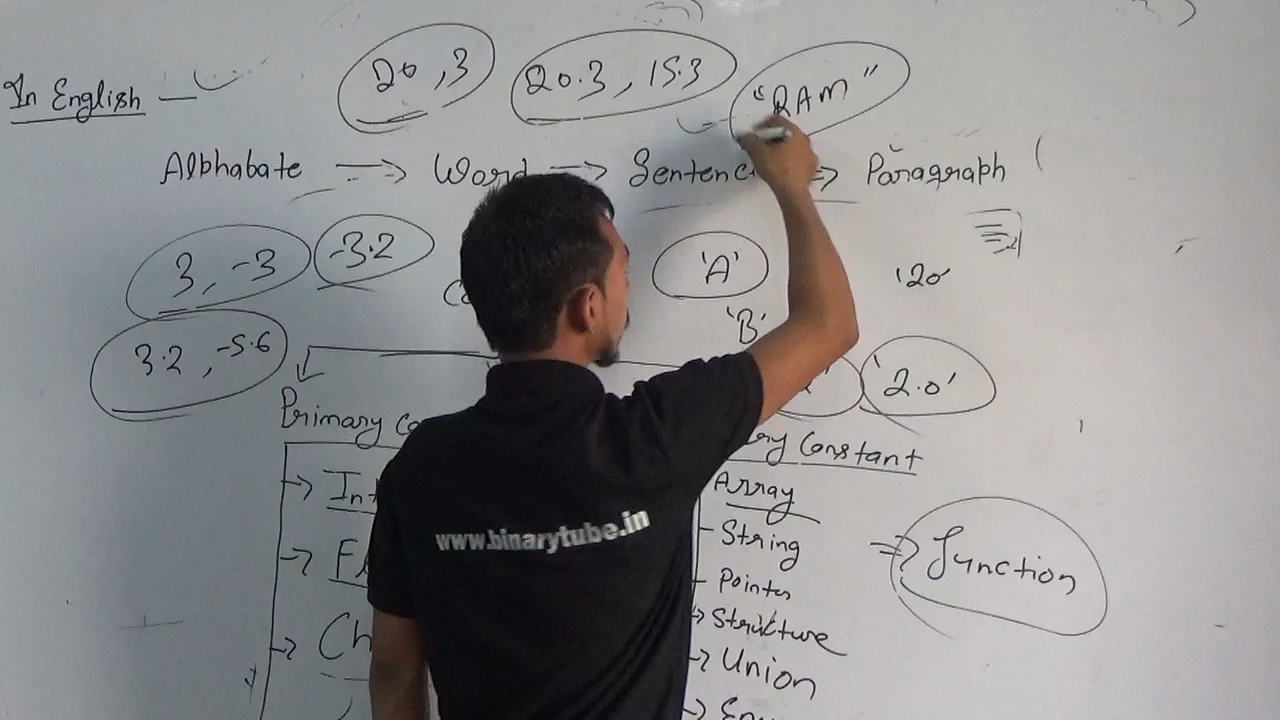 In English — 20, 3 20.3, 15.3 "RAM"
Alphabate → Word → Sentenc → Paragraph
3, -3 -3.2 'A' '20
3.2, -5.6 'B' '2.0'
Primary Constant
Array
String
Pointer
Structure
Union
⇒ Function
www.binarytube.in